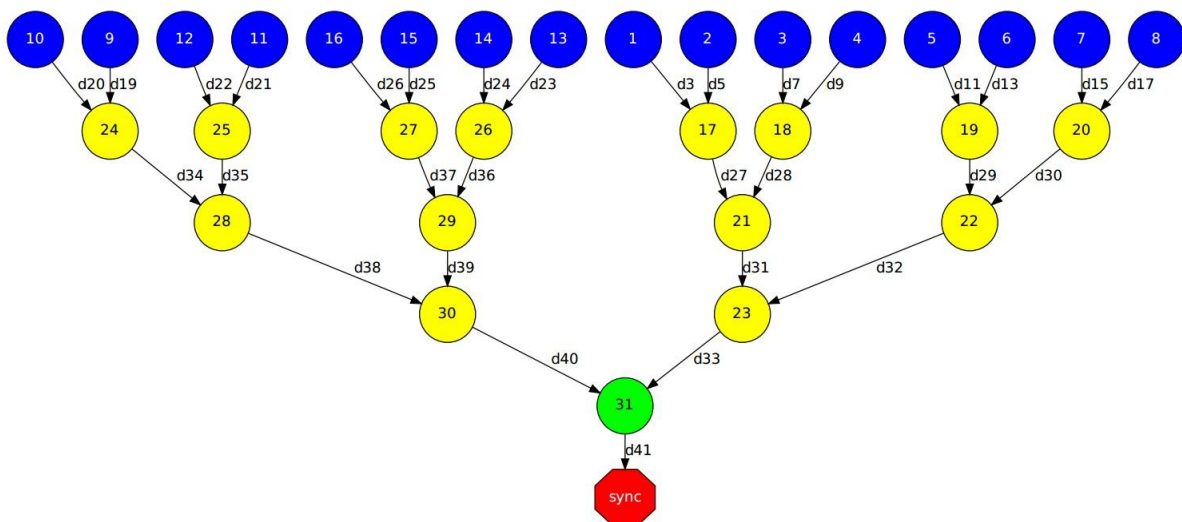 10 9 12 11 16 15 14 13 1 2 3 4 5 6 7 8
d20 d19 d22 d21 d26 d25 d24 d23 d3 d5 d7 d9 d11 d13 d15 d17
24 25 27 26 17 18 19 20
d34 d35 d37 d36 d27 d28 d29 d30
28 29 21 22
d38 d39 d31 d32
30 23
d40 d33
31
d41
sync